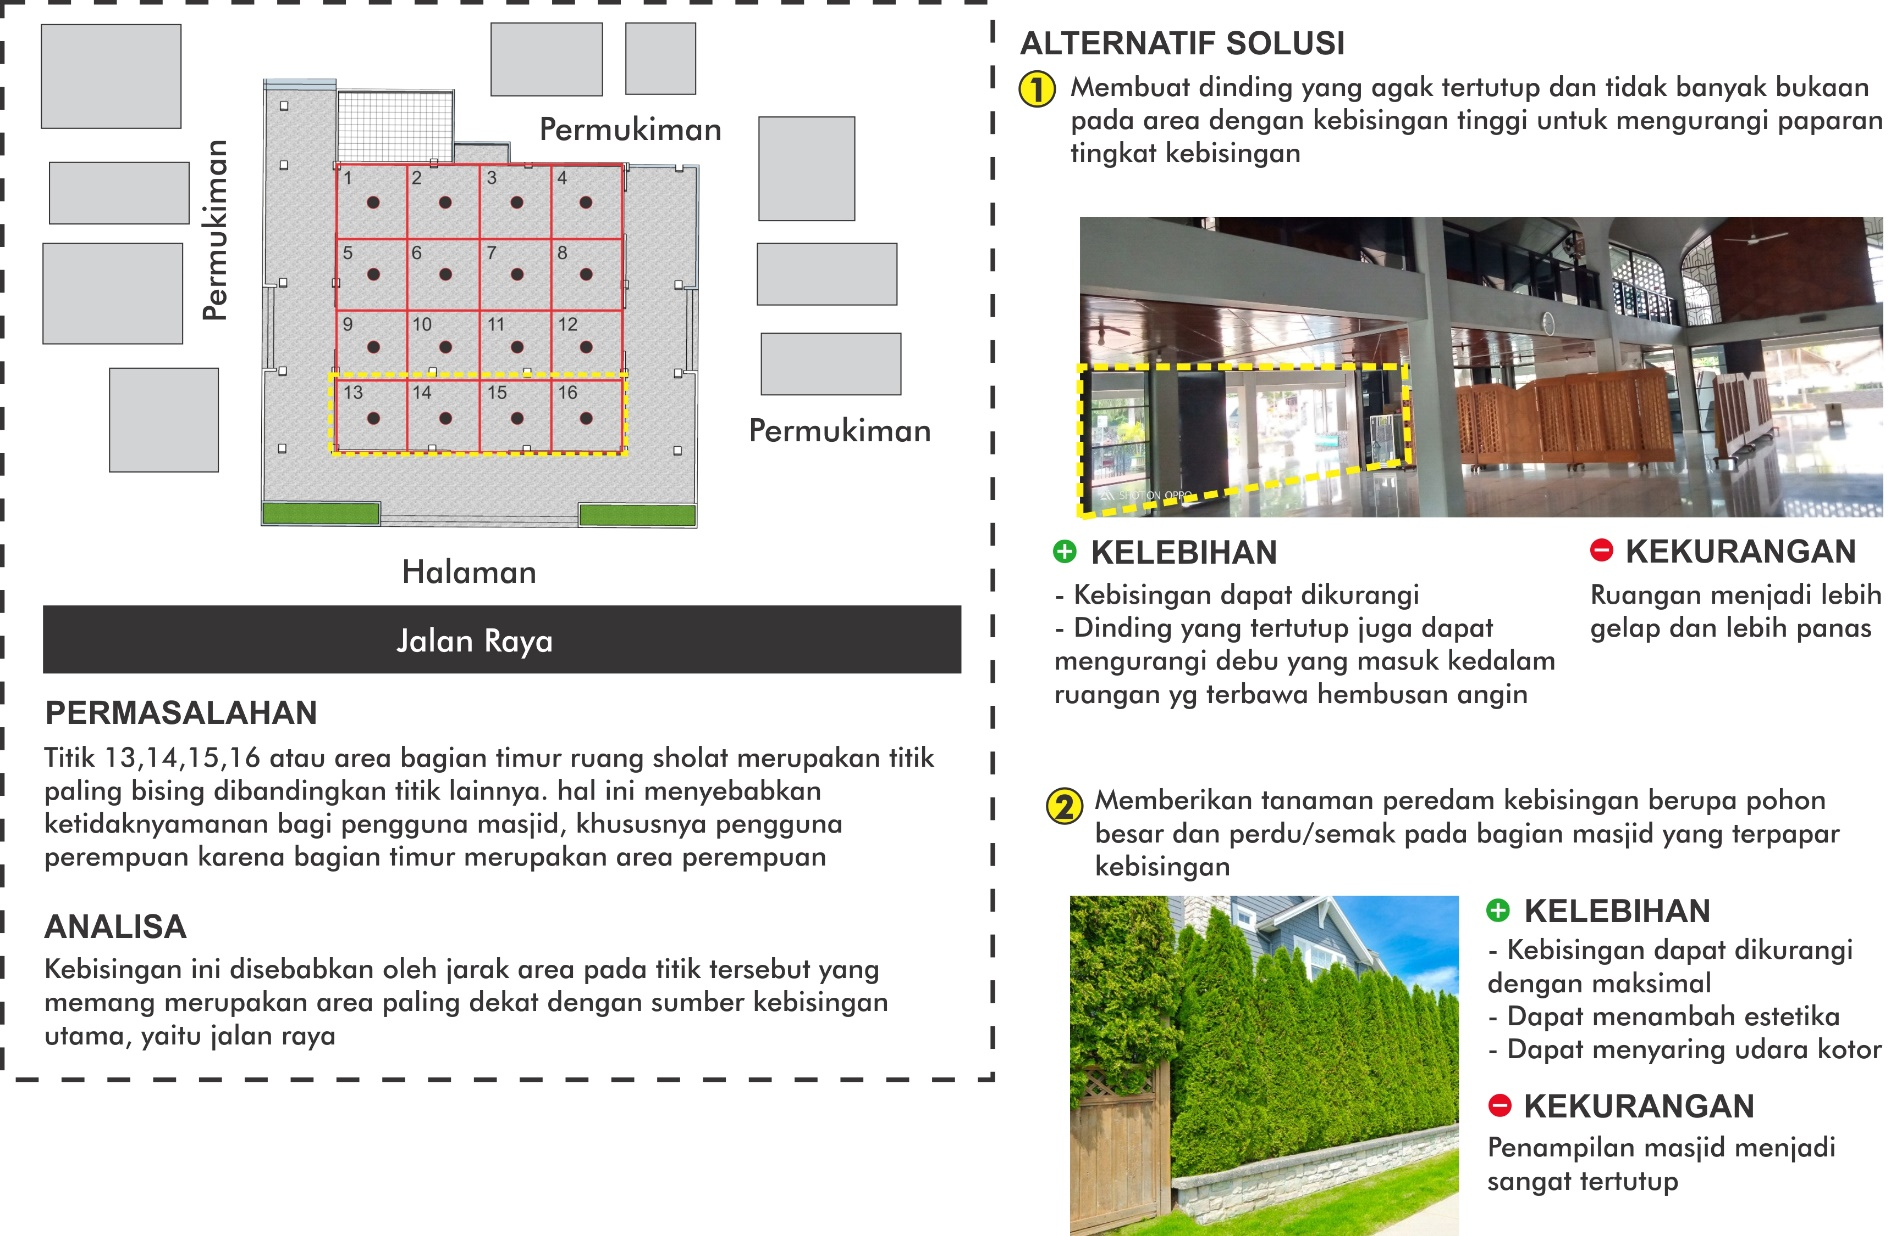 Permukiman
Permukiman
1 2 3 4
5 6 7 8
9 10 11 12
13 14 15 16
Permukiman
Halaman
Jalan Raya
PERMASALAHAN
Titik 13,14,15,16 atau area bagian timur ruang sholat merupakan titik
paling bising dibandingkan titik lainnya. hal ini menyebabkan
ketidaknyamanan bagi pengguna masjid, khususnya pengguna
perempuan karena bagian timur merupakan area perempuan
ANALISA
Kebisingan ini disebabkan oleh jarak area pada titik tersebut yang
memang merupakan area paling dekat dengan sumber kebisingan
utama, yaitu jalan raya
ALTERNATIF SOLUSI
1 Membuat dinding yang agak tertutup dan tidak banyak bukaan
pada area dengan kebisingan tinggi untuk mengurangi paparan
tingkat kebisingan
SHOT ON OPPO
KELEBIHAN
- Kebisingan dapat dikurangi
- Dinding yang tertutup juga dapat
mengurangi debu yang masuk kedalam
ruangan yg terbawa hembusan angin
KEKURANGAN
Ruangan menjadi lebih
gelap dan lebih panas
2 Memberikan tanaman peredam kebisingan berupa pohon
besar dan perdu/semak pada bagian masjid yang terpapar
kebisingan
KELEBIHAN
- Kebisingan dapat dikurangi
dengan maksimal
- Dapat menambah estetika
- Dapat menyaring udara kotor
KEKURANGAN
Penampilan masjid menjadi
sangat tertutup